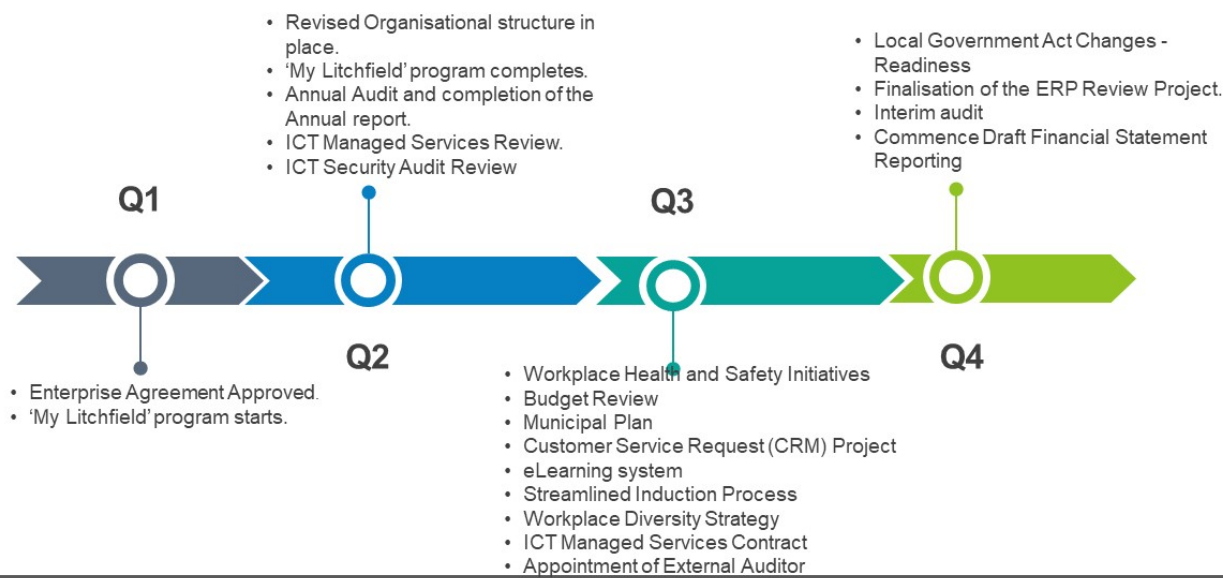 • Revised Organisational structure in
place.
• ‘My Litchfield’ program completes.
• Annual Audit and completion of the
Annual report.
• ICT Managed Services Review.
• ICT Security Audit Review
• Local Government Act Changes -
Readiness
• Finalisation of the ERP Review Project.
• Interim audit
• Commence Draft Financial Statement
Reporting
Q1
Q3
Q2
Q4
• Enterprise Agreement Approved.
• ‘My Litchfield’ program starts.
• Workplace Health and Safety Initiatives
• Budget Review
• Municipal Plan
• Customer Service Request (CRM) Project
• eLearning system
• Streamlined Induction Process
• Workplace Diversity Strategy
• ICT Managed Services Contract
• Appointment of External Auditor